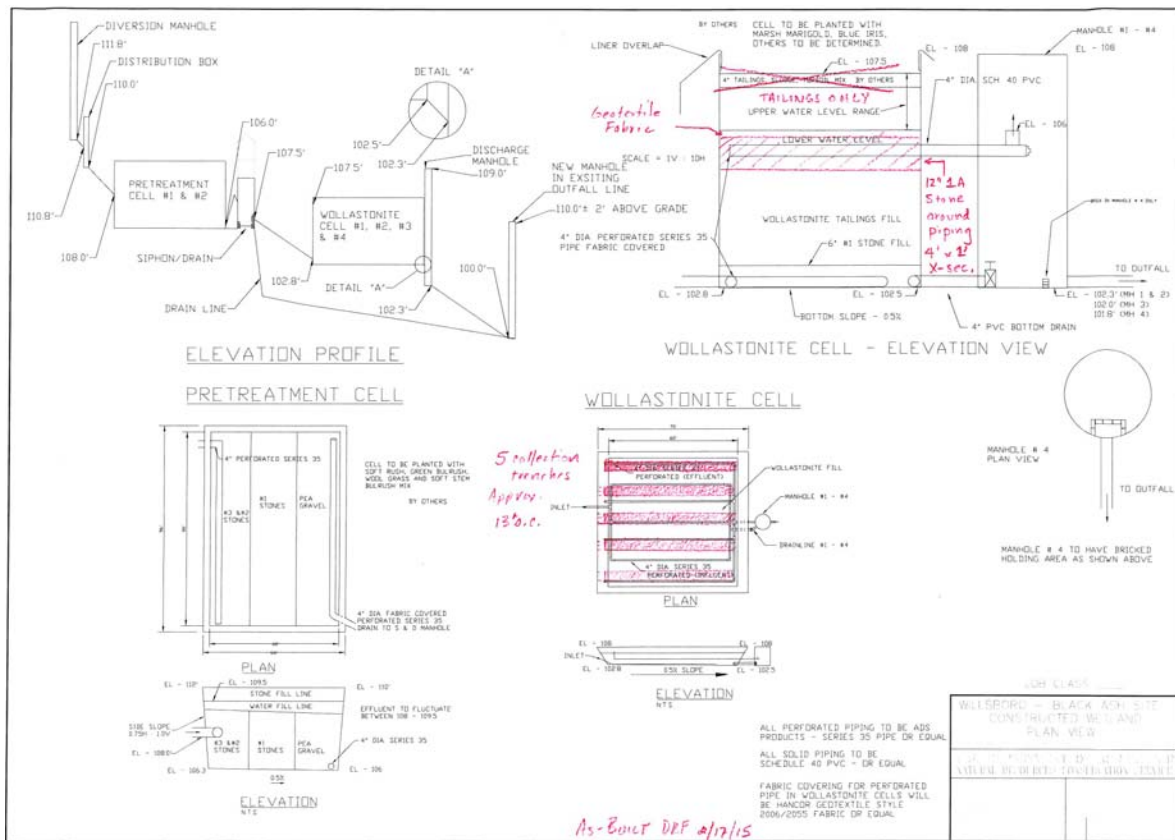 DIVERSION MANHOLE
111.8'
DISTRIBUTION BOX
110.0'
106.0'
107.5'
PRETREATMENT
CELL #1 & #2
110.8'
108.0'
SIPHON/DRAIN
DRAIN LINE
102.8'
107.5'
WOLLASTONITE
CELL #1, #2, #3
& #4
DETAIL "A"
102.3'
DETAIL "A"
102.5'
102.3'
DISCHARGE
MANHOLE
109.0'
NEW MANHOLE
IN EXSITING
OUTFALL LINE
110.0'± 2' ABOVE GRADE
100.0'
ELEVATION PROFILE
BY OTHERS
CELL TO BE PLANTED WITH
MARSH MARIGOLD, BLUE IRIS,
OTHERS TO BE DETERMINED.
LINER OVERLAP
EL - 108
EL - 107.5
4" TAILINGS
MIX BY OTHERS
TAILINGS ONLY
UPPER WATER LEVEL RANGE
Geotextile
Fabric
LOWER WATER LEVEL
SCALE = 1V : 10H
MANHOLE #1 - #4
EL - 108
4" DIA. SCH 40 PVC
EL - 106
12" 1A
Stone
around
piping
4' x 1'
X-sec.
WOLLASTONITE TAILINGS FILL
4" DIA PERFORATED SERIES 35
PIPE FABRIC COVERED
6" #1 STONE FILL
EL - 102.8
EL - 102.5
BOTTOM SLOPE - 0.5%
4" PVC BOTTOM DRAIN
TO OUTFALL
EL - 102.3' (MH 1 & 2)
102.0' (MH 3)
101.8' (MH 4)
WOLLASTONITE CELL - ELEVATION VIEW
PRETREATMENT CELL
4" PERFORATED SERIES 35
#3 &#2
STONES
#1
STONES
PEA
GRAVEL
CELL TO BE PLANTED WITH
SOFT RUSH, GREEN BULRUSH,
WOOL GRASS AND SOFT STEM
BULRUSH MIX
BY OTHERS
4" DIA FABRIC COVERED
PERFORATED SERIES 35
DRAIN TO S & D MANHOLE
PLAN
EL - 112'
EL - 109.5
EL - 110'
STONE FILL LINE
WATER FILL LINE
EFFLUENT TO FLUCTUATE
BETWEEN 108 - 109.5
SIDE SLOPE
0.75H : 1.0V
EL - 108.0'
#3 &#2
STONES
#1
STONES
PEA
GRAVEL
4" DIA. SERIES 35
EL - 106.3
EL - 106
0.5%
ELEVATION
NTS
WOLLASTONITE CELL
5 collection
trenches
Approx.
13' o.c.
PERFORATED (EFFLUENT)
INLET
WOLLASTONITE FILL
MANHOLE #1 - #4
DRAINLINE #1 - #4
4" DIA SERIES 35
PERFORATED (INFLUENT)
PLAN
EL - 108
EL - 108
INLET
EL - 102.8
0.5% SLOPE
EL - 102.5
ELEVATION
NTS
MANHOLE # 4
PLAN VIEW
TO OUTFALL
MANHOLE # 4 TO HAVE BRICKED
HOLDING AREA AS SHOWN ABOVE
ALL PERFORATED PIPING TO BE ADS
PRODUCTS - SERIES 35 PIPE OR EQUAL
ALL SOLID PIPING TO BE
SCHEDULE 40 PVC - OR EQUAL
FABRIC COVERING FOR PERFORATED
PIPE IN WOLLASTONITE CELLS WILL
BE HANCOR GEOTEXTILE STYLE
2006/2055 FABRIC OR EQUAL
JOB CLASS
WILLSBORO - BLACK ASH SITE
CONSTRUCTED WETLAND
PLAN VIEW
As-Built DRF